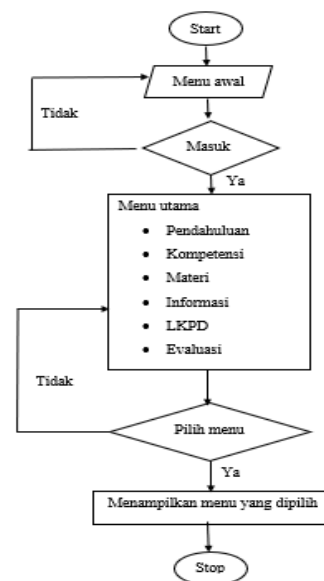 Start
Menu awal
Tidak
Masuk
Ya
Menu utama
• Pendahuluan
• Kompetensi
• Materi
• Informasi
• LKPD
• Evaluasi
Tidak
Pilih menu
Ya
Menampilkan menu yang dipilih
Stop